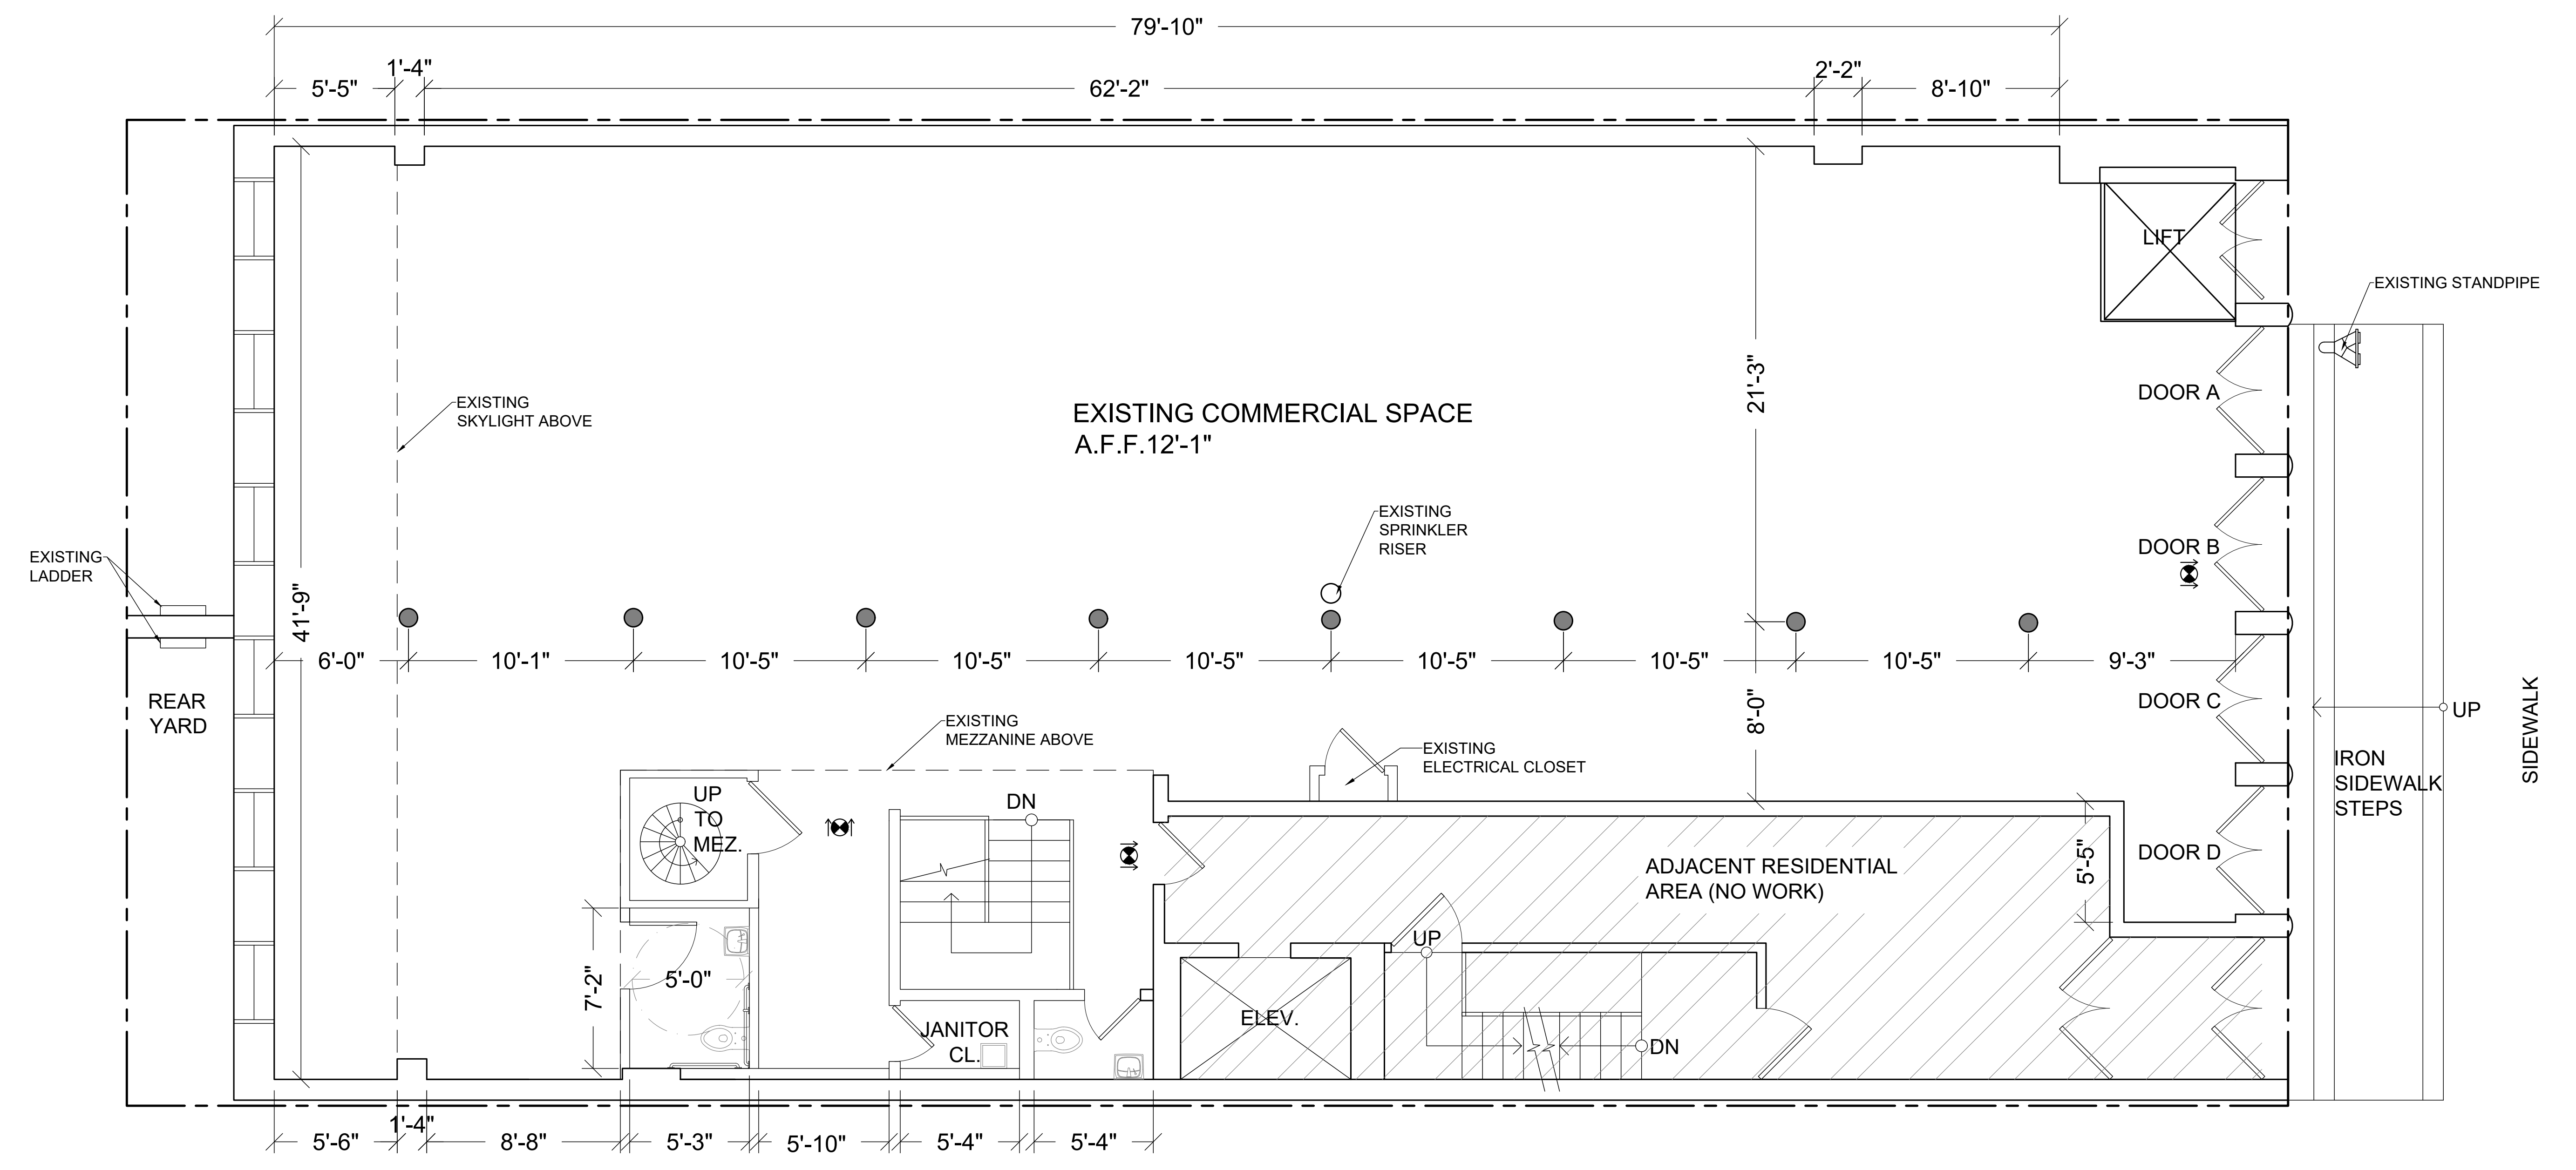 79'-10"
1'-4"
2'-2"
5'-5"
62'-2"
8'-10"
LIFT
EXISTING STANDPIPE
DOOR A
21'-3"
EXISTING
SKYLIGHT ABOVE
EXISTING COMMERCIAL SPACE
A.F.F.12'-1"
EXISTING
SPRINKLER
RISER
DOOR B
EXISTING
LADDER
41'-9"
6'-0"
10'-1"
10'-5"
10'-5"
10'-5"
10'-5"
10'-5"
10'-5"
9'-3"
REAR
YARD
8'-0"
DOOR C
UP
SIDEWALK
EXISTING
MEZZANINE ABOVE
EXISTING
ELECTRICAL CLOSET
IRON
SIDEWALK
STEPS
UP
TO
MEZ.
DN
DOOR D
5'-5"
ADJACENT RESIDENTIAL
AREA (NO WORK)
UP
7'-2"
5'-0"
JANITOR
CL.
ELEV.
DN
1'-4"
5'-6"
8'-8"
5'-3"
5'-10"
5'-4"
5'-4"